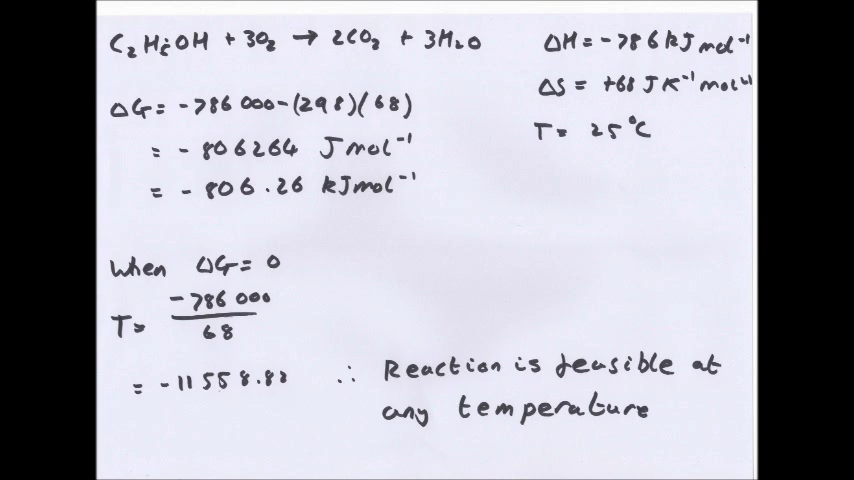 C₂H₅OH + 3O₂ → 2CO₂ + 3H₂O
ΔH = -786 kJ mol⁻¹
ΔS = +68 J K⁻¹ mol⁻¹
T = 25°C
ΔG = -786 000 - (298)(68)
= - 806264 J mol⁻¹
= - 806.26 kJ mol⁻¹
When ΔG = 0
T = -786 000 / 68
= -11558.82 ∴ Reaction is feasible at
any temperature